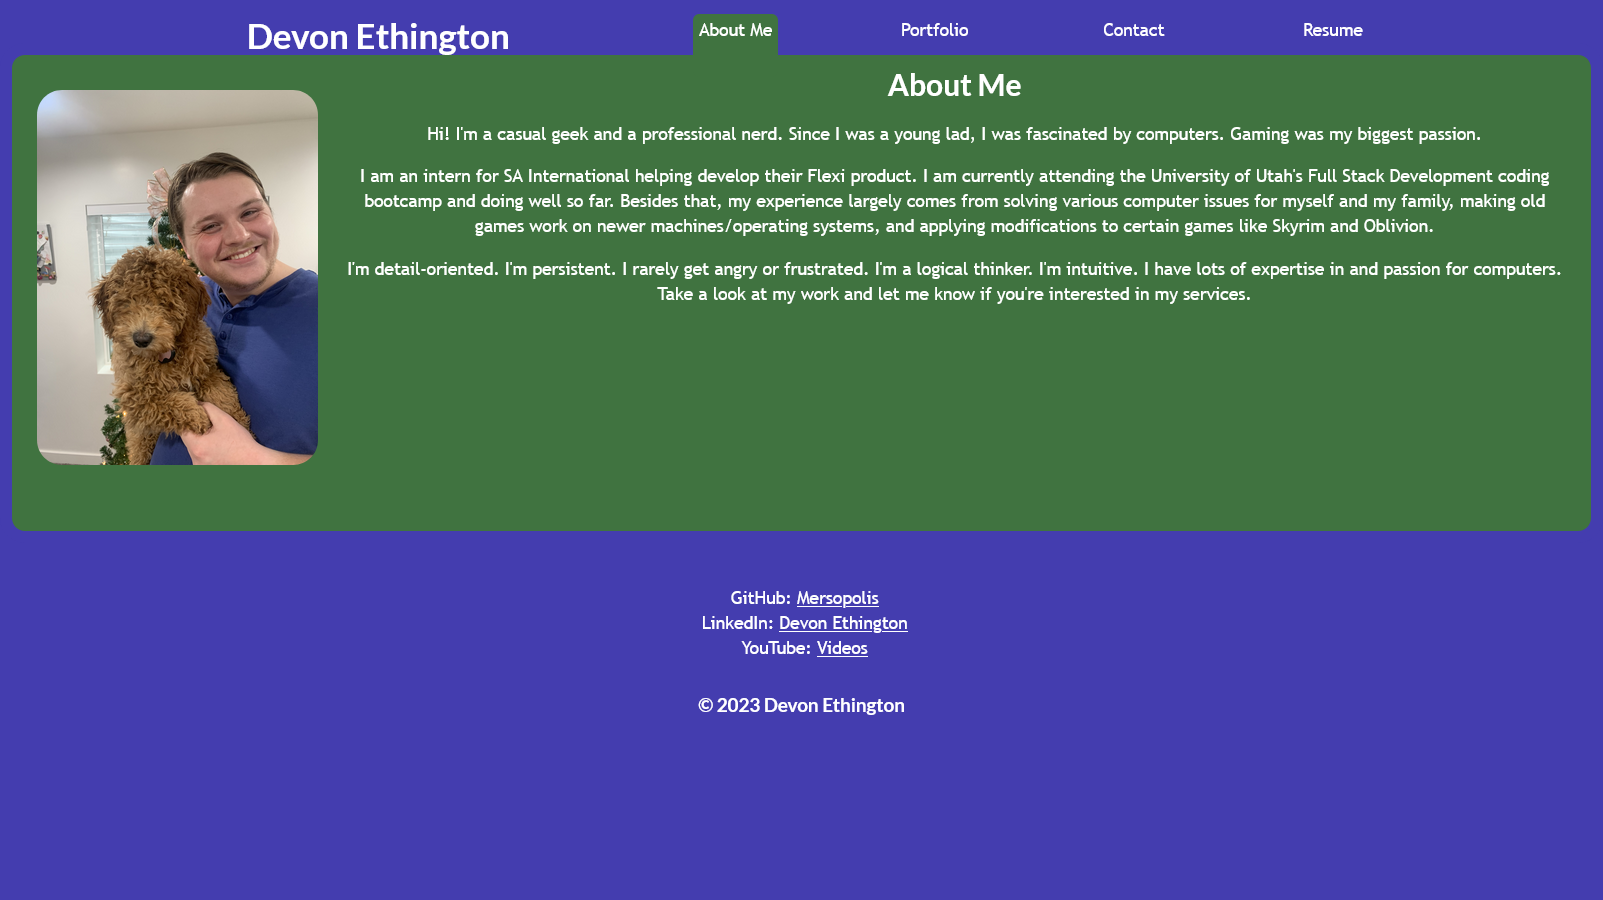 Devon Ethington
About Me
Portfolio
Contact
Resume
About Me
Hi! I'm a casual geek and a professional nerd. Since I was a young lad, I was fascinated by computers. Gaming was my biggest passion.
I am an intern for SA International helping develop their Flexi product. I am currently attending the University of Utah's Full Stack Development coding
bootcamp and doing well so far. Besides that, my experience largely comes from solving various computer issues for myself and my family, making old
games work on newer machines/operating systems, and applying modifications to certain games like Skyrim and Oblivion.
I'm detail-oriented. I'm persistent. I rarely get angry or frustrated. I'm a logical thinker. I'm intuitive. I have lots of expertise in and passion for computers.
Take a look at my work and let me know if you're interested in my services.
GitHub: Mersopolis
LinkedIn: Devon Ethington
YouTube: Videos
© 2023 Devon Ethington